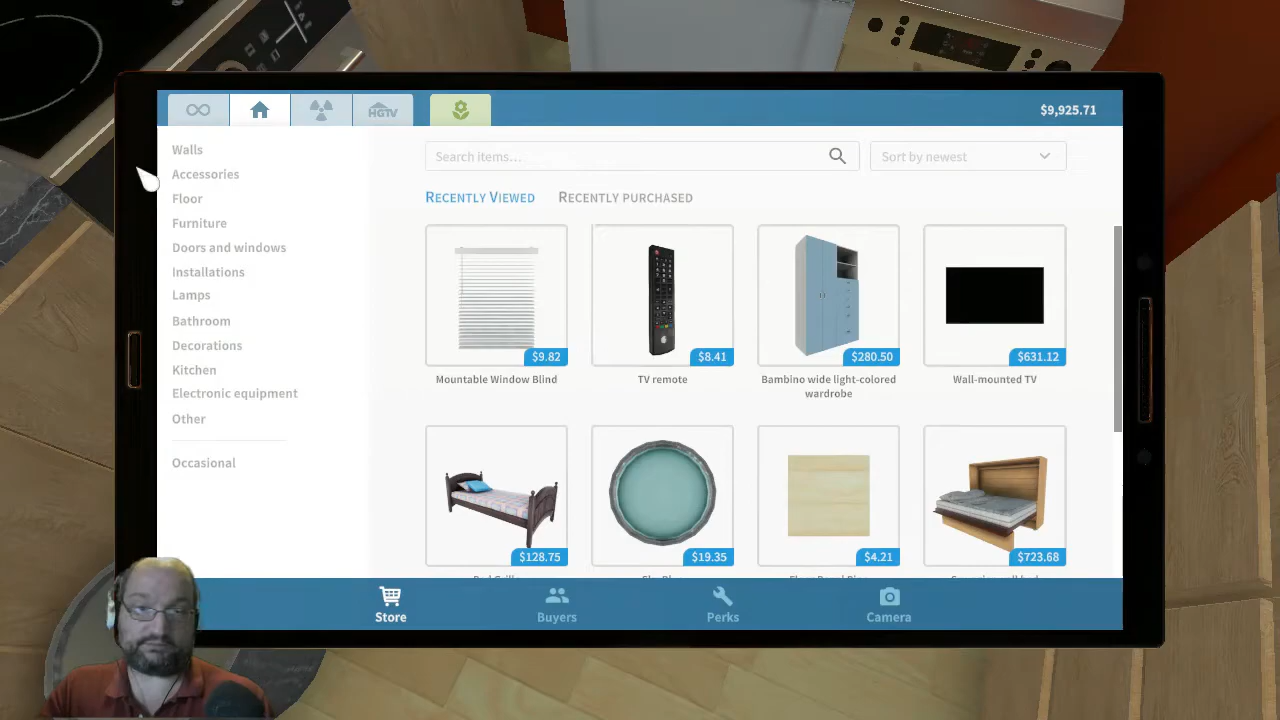 HGTV
$9,925.71
Walls
Accessories
Floor
Furniture
Doors and windows
Installations
Lamps
Bathroom
Decorations
Kitchen
Electronic equipment
Other
Occasional
Search items...
Sort by newest
RECENTLY VIEWED
RECENTLY PURCHASED
$9.82
Mountable Window Blind
$8.41
TV remote
$280.50
Bambino wide light-colored
wardrobe
$631.12
Wall-mounted TV
$128.75
$19.35
$4.21
$723.68
Store
Buyers
Perks
Camera